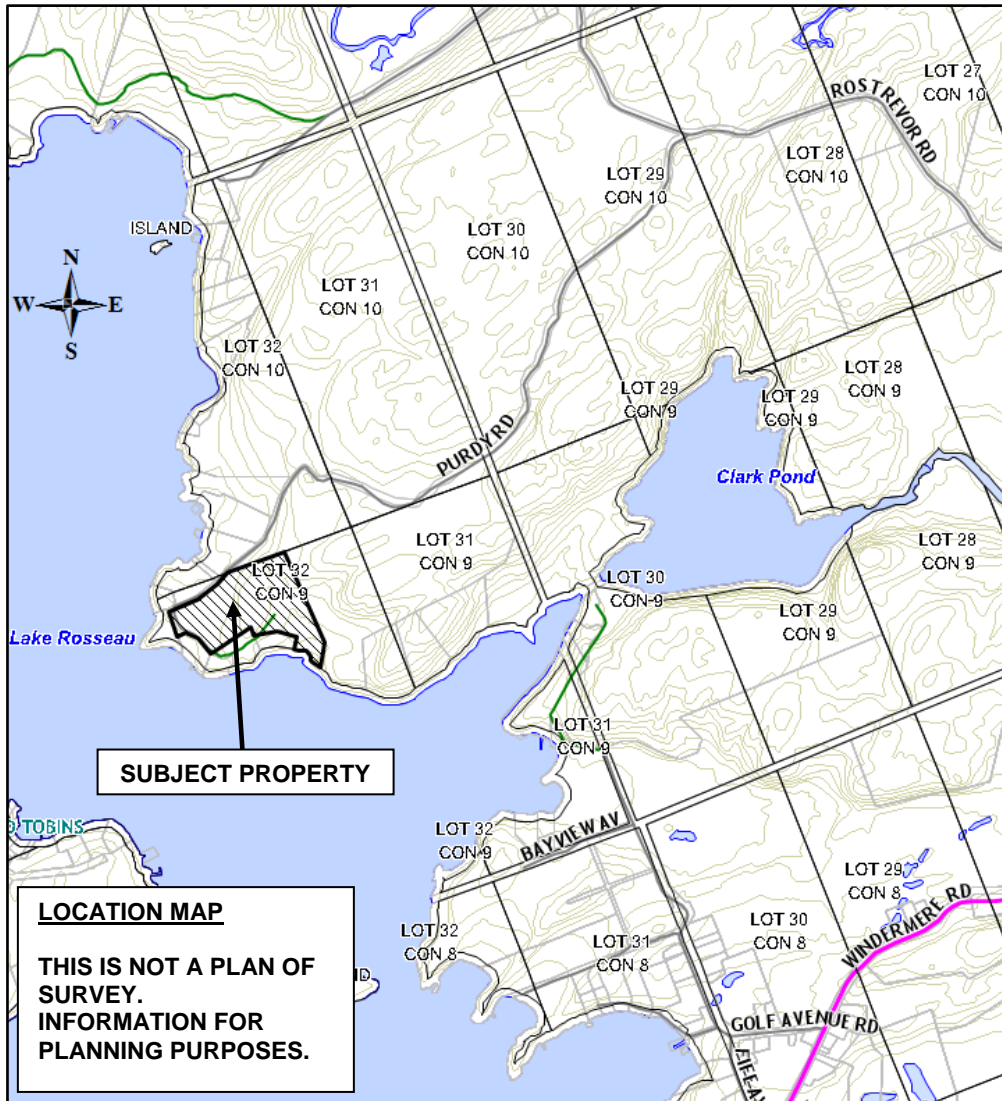 LOT 27
CON 10
ROSTREVOR RD
LOT 28
CON 10
LOT 29
CON 10
ISLAND
LOT 30
CON 10
N
W E
S
LOT 31
CON 10
LOT 32
CON 10
LOT 28
CON 9
LOT 29
CON 9
LOT 29
CON 9
PURDY RD
Clark Pond
LOT 31
CON 9
LOT 28
CON 9
LOT 32
CON 9
LOT 30
CON 9
LOT 29
CON 9
Lake Rosseau
LOT 31
CON 9
SUBJECT PROPERTY
TOBINS
LOT 32
CON 9
BAYVIEW AV
LOT 29
CON 8
LOT 30
CON 8
WINDERMERE RD
LOT 32
CON 8
LOT 31
CON 8
GOLF AVENUE RD
LOCATION MAP
THIS IS NOT A PLAN OF
SURVEY.
INFORMATION FOR
PLANNING PURPOSES.